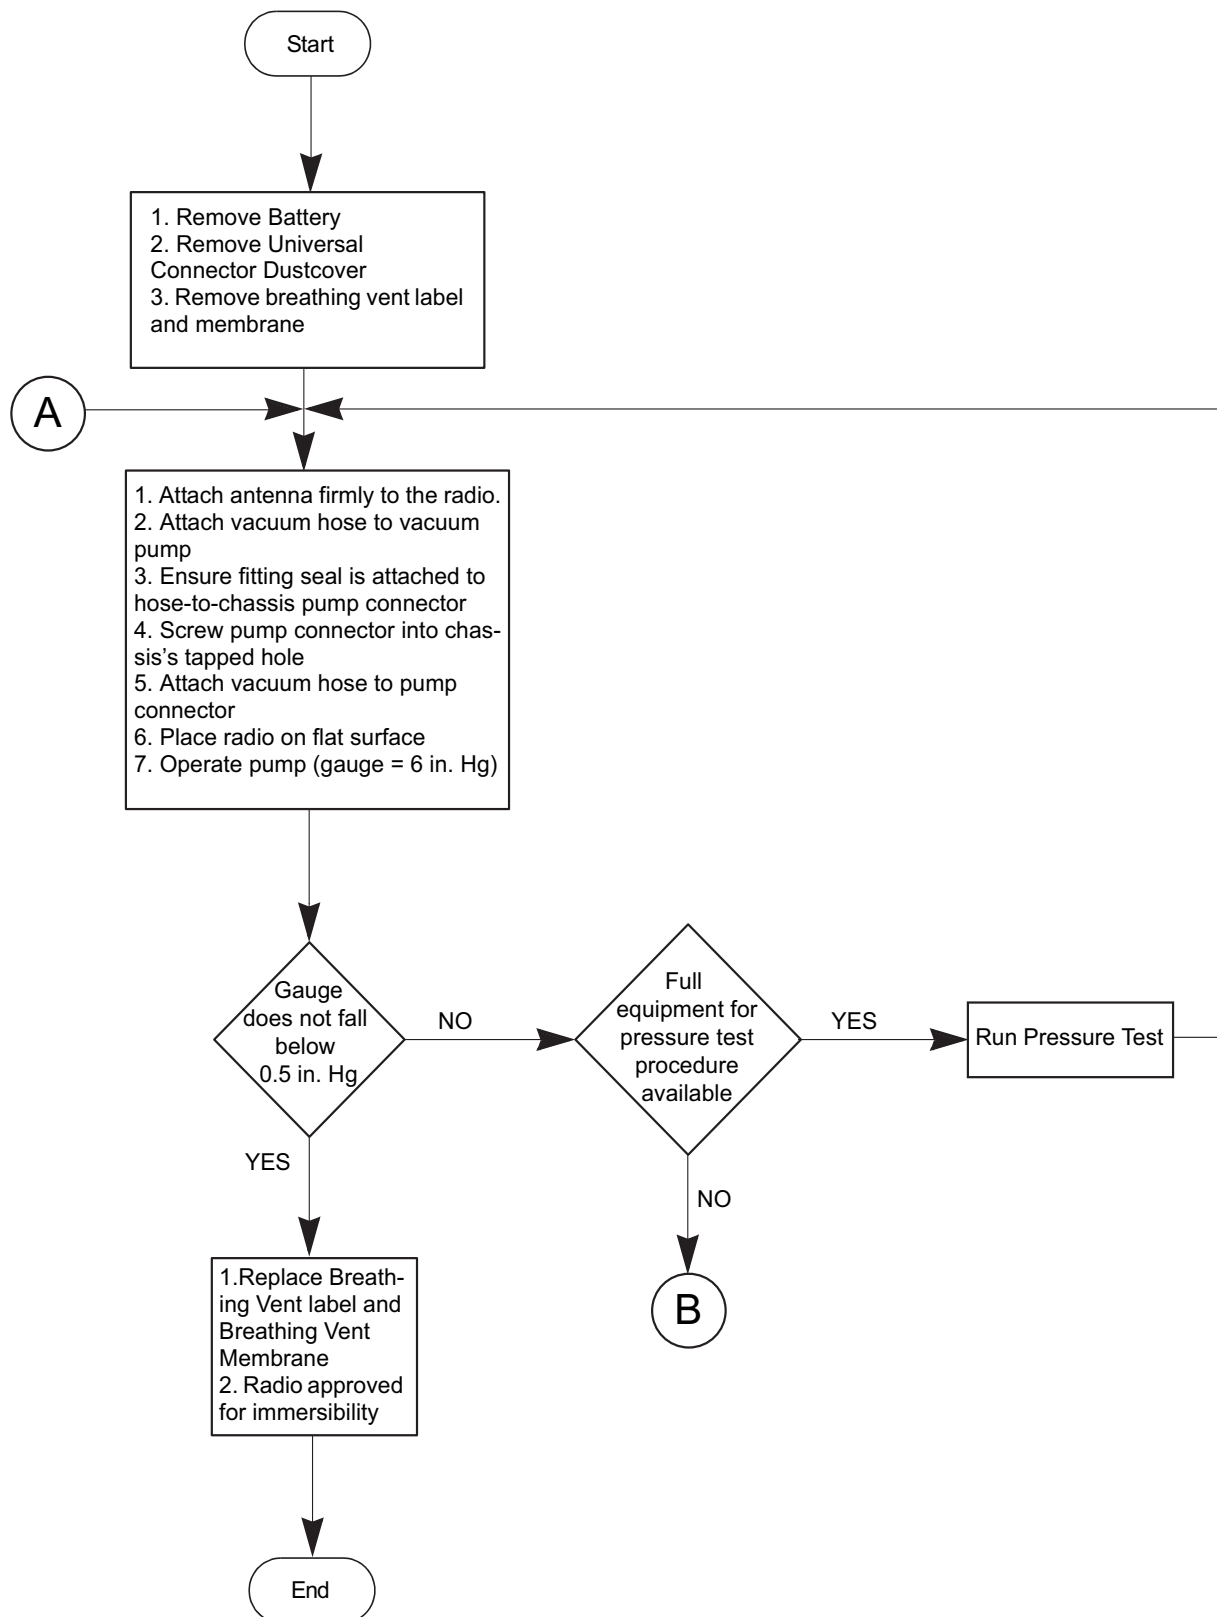 Start
1. Remove Battery
2. Remove Universal
Connector Dustcover
3. Remove breathing vent label
and membrane
A
1. Attach antenna firmly to the radio.
2. Attach vacuum hose to vacuum
pump
3. Ensure fitting seal is attached to
hose-to-chassis pump connector
4. Screw pump connector into chas-
sis's tapped hole
5. Attach vacuum hose to pump
connector
6. Place radio on flat surface
7. Operate pump (gauge = 6 in. Hg)
Gauge
does not fall
below
0.5 in. Hg
NO
Full
equipment for
pressure test
procedure
available
YES
Run Pressure Test
YES
NO
1.Replace Breath-
ing Vent label and
Breathing Vent
Membrane
2. Radio approved
for immersibility
B
End